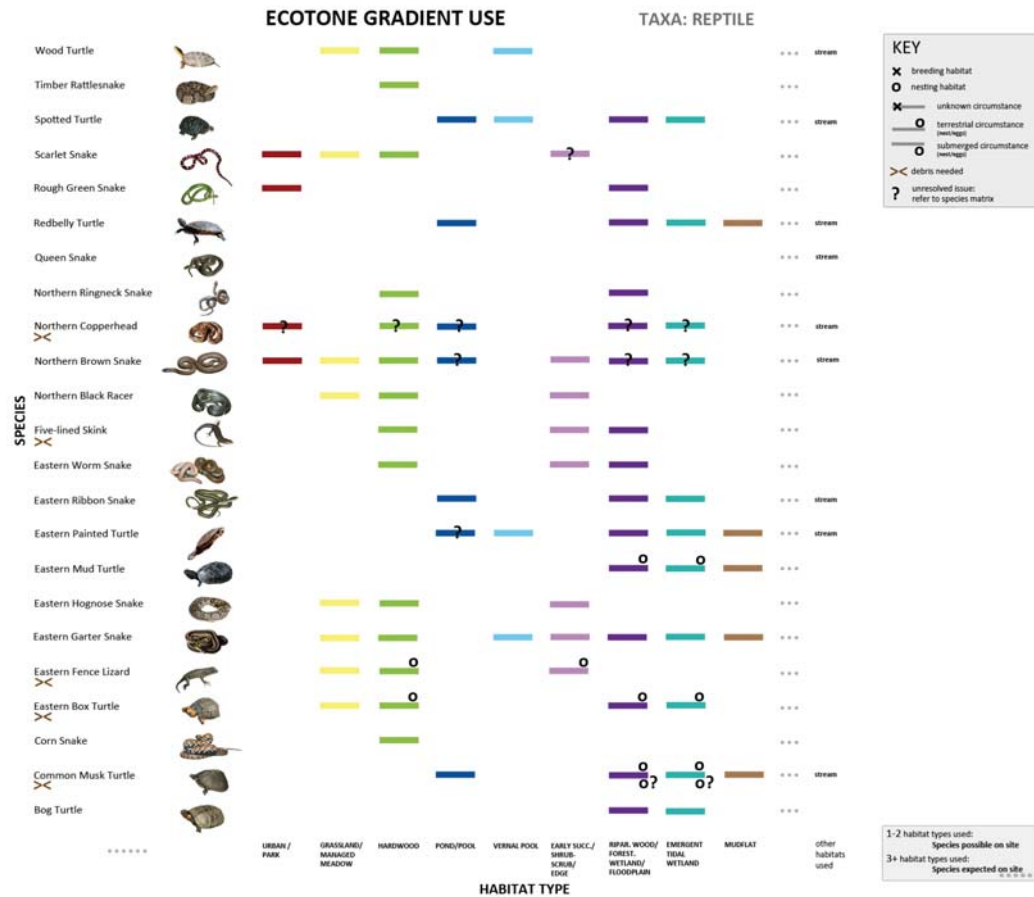 ECOTONE GRADIENT USE
TAXA: REPTILE
Wood Turtle
stream
Timber Rattlesnake
Spotted Turtle
stream
Scarlet Snake
?
Rough Green Snake
Redbelly Turtle
stream
Queen Snake
stream
Northern Ringneck Snake
Northern Copperhead
? ? ? ? ?
stream
Northern Brown Snake
? ? ?
stream
Northern Black Racer
Five-lined Skink
Eastern Worm Snake
Eastern Ribbon Snake
stream
Eastern Painted Turtle
?
stream
Eastern Mud Turtle
o o
Eastern Hognose Snake
Eastern Garter Snake
Eastern Fence Lizard
o o
Eastern Box Turtle
o o o
Corn Snake
Common Musk Turtle
o o
o? o?
stream
Bog Turtle
SPECIES
URBAN /
PARK
GRASSLAND/
MANAGED
MEADOW
HARDWOOD
POND/POOL
VERNAL POOL
EARLY SUCC./
SHRUB-
SCRUB/
EDGE
RIPAR. WOOD/
FOREST.
WETLAND/
FLOODPLAIN
EMERGENT
TIDAL
WETLAND
MUDFLAT
other
habitats
used
HABITAT TYPE
KEY
x breeding habitat
o nesting habitat
x unknown circumstance
o terrestrial circumstance
(nest/eggs)
o submerged circumstance
(nest/eggs)
>< debris needed
? unresolved issue:
refer to species matrix
1-2 habitat types used:
Species possible on site
3+ habitat types used:
Species expected on site